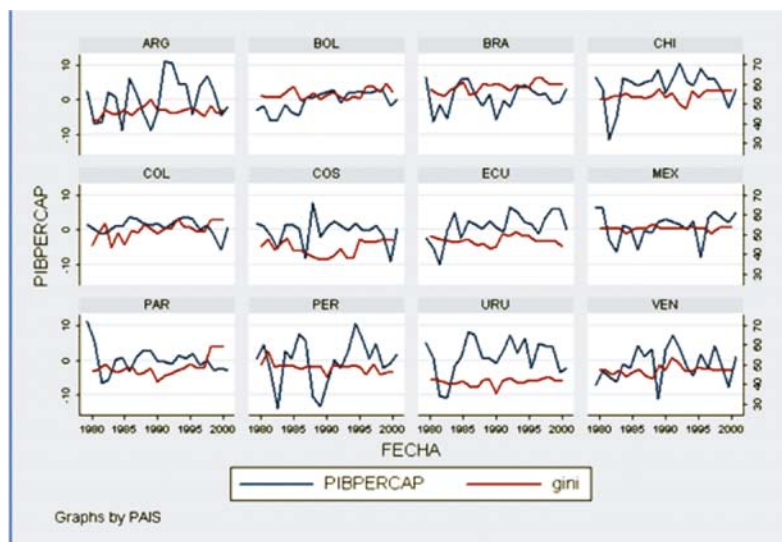 ARG BOL BRA CHI
10 0 -10
70 60 50 40 30
COL COS ECU MEX
10 0 -10
70 60 50 40 30
PAR PER URU VEN
10 0 -10
70 60 50 40 30
PIBPERCAP
1980 1985 1990 1995 2000 1980 1985 1990 1995 2000 1980 1985 1990 1995 2000 1980 1985 1990 1995 2000
FECHA
PIBPERCAP gini
Graphs by PAIS